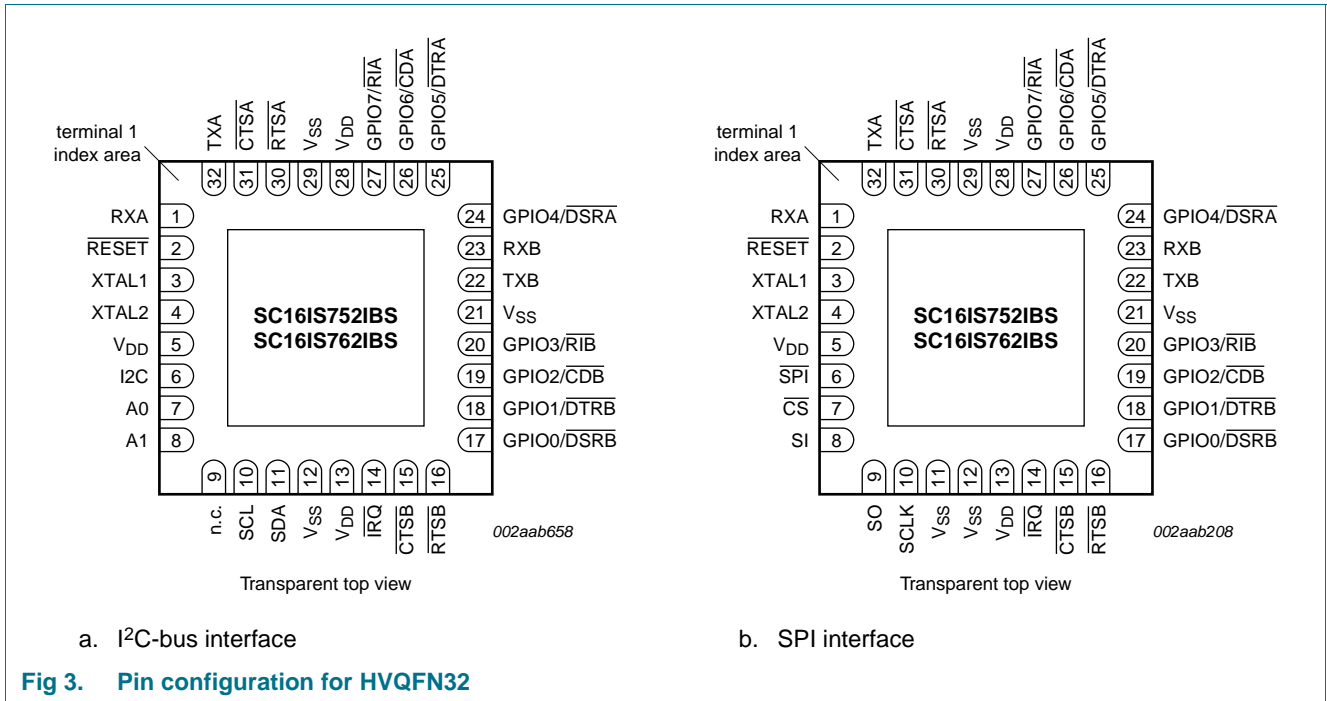 terminal 1
index area
TXA
CTSA
RTSA
VSS
VDD
GPIO7/RIA
GPIO6/CDA
GPIO5/DTRA
32 31 30 29 28 27 26 25
RXA 1
RESET 2
XTAL1 3
XTAL2 4
VDD 5
I2C 6
A0 7
A1 8
SC16IS752IBS
SC16IS762IBS
24 GPIO4/DSRA
23 RXB
22 TXB
21 VSS
20 GPIO3/RIB
19 GPIO2/CDB
18 GPIO1/DTRB
17 GPIO0/DSRB
9 10 11 12 13 14 15 16
n.c.
SCL
SDA
VSS
VDD
IRQ
CTSB
RTSB
002aab658
Transparent top view
a. I2C-bus interface
terminal 1
index area
TXA
CTSA
RTSA
VSS
VDD
GPIO7/RIA
GPIO6/CDA
GPIO5/DTRA
32 31 30 29 28 27 26 25
RXA 1
RESET 2
XTAL1 3
XTAL2 4
VDD 5
SPI 6
CS 7
SI 8
SC16IS752IBS
SC16IS762IBS
24 GPIO4/DSRA
23 RXB
22 TXB
21 VSS
20 GPIO3/RIB
19 GPIO2/CDB
18 GPIO1/DTRB
17 GPIO0/DSRB
9 10 11 12 13 14 15 16
SO
SCLK
VSS
VSS
VDD
IRQ
CTSB
RTSB
002aab208
Transparent top view
b. SPI interface
Fig 3. Pin configuration for HVQFN32